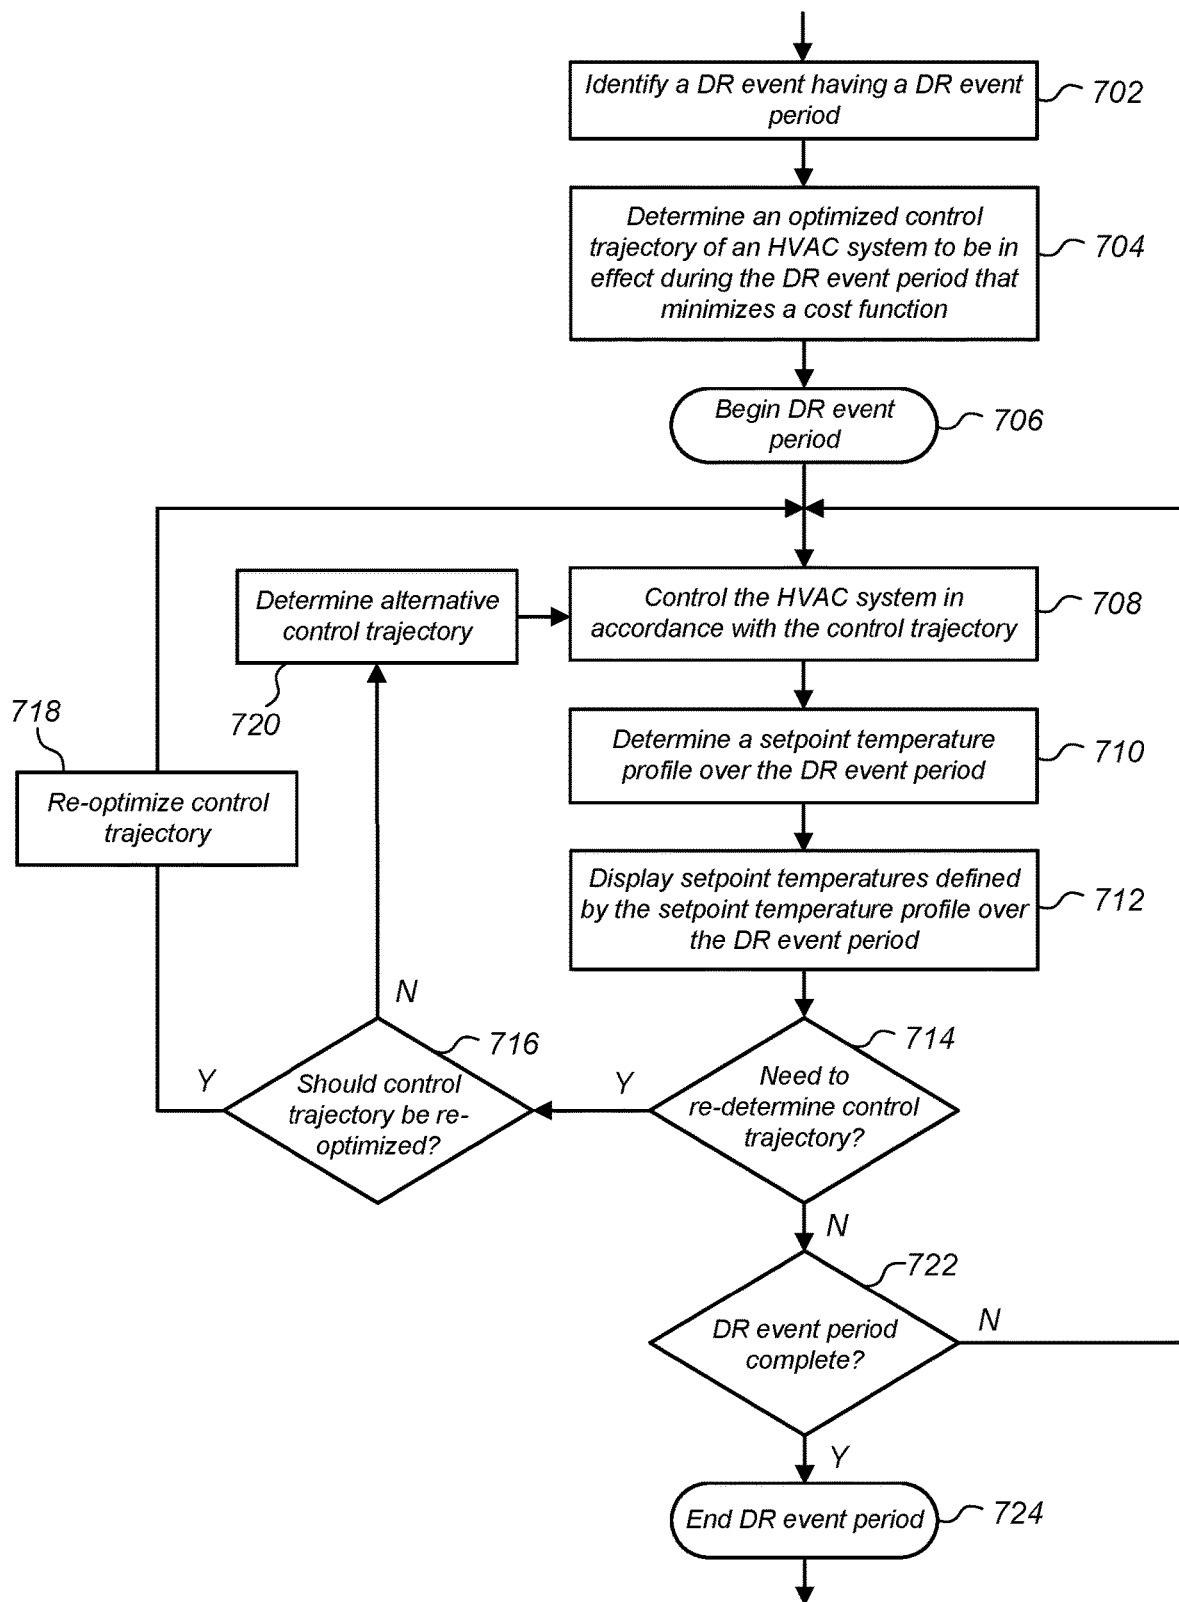 Identify a DR event having a DR event
period
702
Determine an optimized control
trajectory of an HVAC system to be in
effect during the DR event period that
minimizes a cost function
704
Begin DR event
period
706
Determine alternative
control trajectory
720
Control the HVAC system in
accordance with the control trajectory
708
718
Re-optimize control
trajectory
Determine a setpoint temperature
profile over the DR event period
710
Display setpoint temperatures defined
by the setpoint temperature profile over
the DR event period
712
N
716
Y
Should control
trajectory be re-
optimized?
Y
714
Need to
re-determine control
trajectory?
N
722
DR event period
complete?
N
Y
End DR event period
724